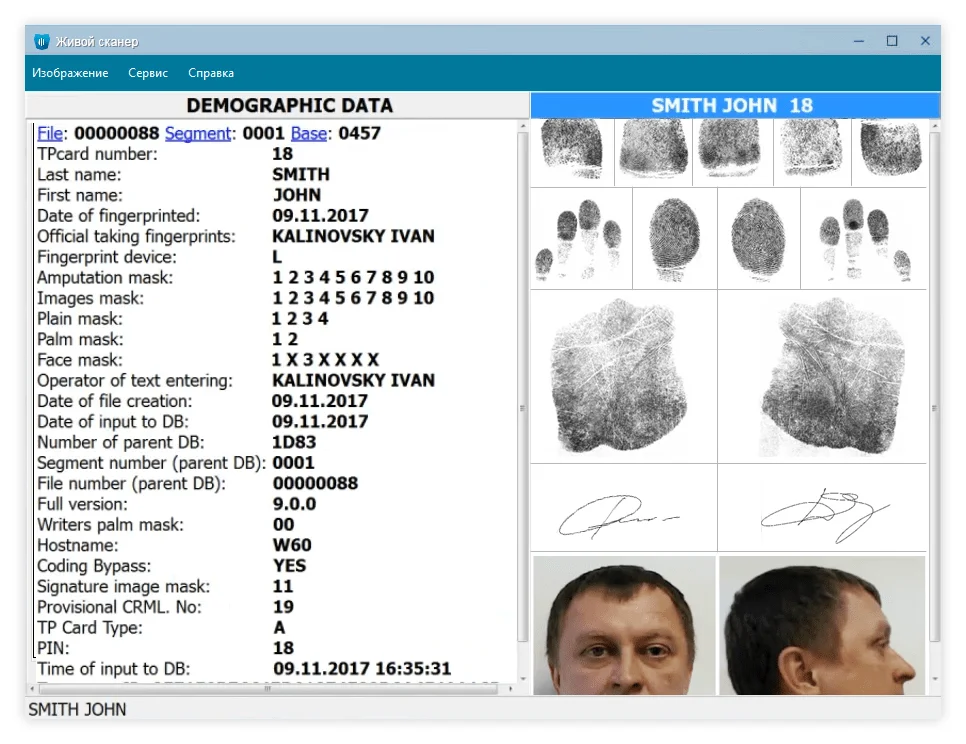 Живой сканер
Изображение Сервис Справка
DEMOGRAPHIC DATA
SMITH JOHN 18
File: 00000088 Segment: 0001 Base: 0457
TPcard number: 18
Last name: SMITH
First name: JOHN
Date of fingerprinted: 09.11.2017
Official taking fingerprints: KALINOVSKY IVAN
Fingerprint device: L
Amputation mask: 1 2 3 4 5 6 7 8 9 10
Images mask: 1 2 3 4 5 6 7 8 9 10
Plain mask: 1 2 3 4
Palm mask: 1 2
Face mask: 1 X 3 X X X X
Operator of text entering: KALINOVSKY IVAN
Date of file creation: 09.11.2017
Date of input to DB: 09.11.2017
Number of parent DB: 1D83
Segment number (parent DB): 0001
File number (parent DB): 00000088
Full version: 9.0.0
Writers palm mask: 00
Hostname: W60
Coding Bypass: YES
Signature image mask: 11
Provisional CRML. No: 19
TP Card Type: A
PIN: 18
Time of input to DB: 09.11.2017 16:35:31
SMITH JOHN